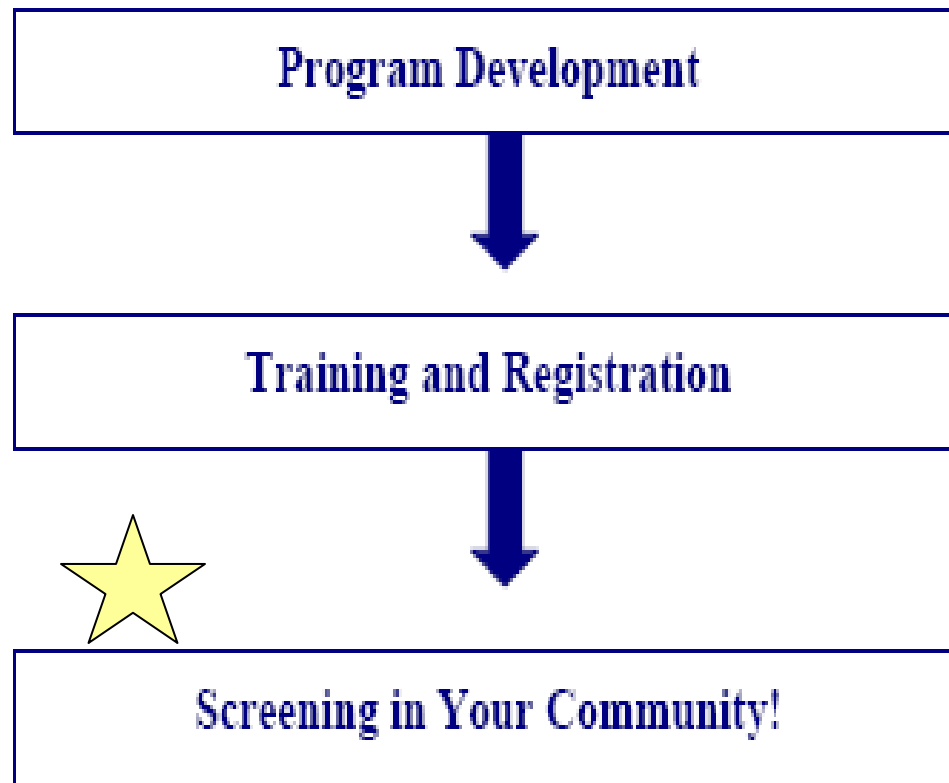 Program Development
Training and Registration
Screening in Your Community!